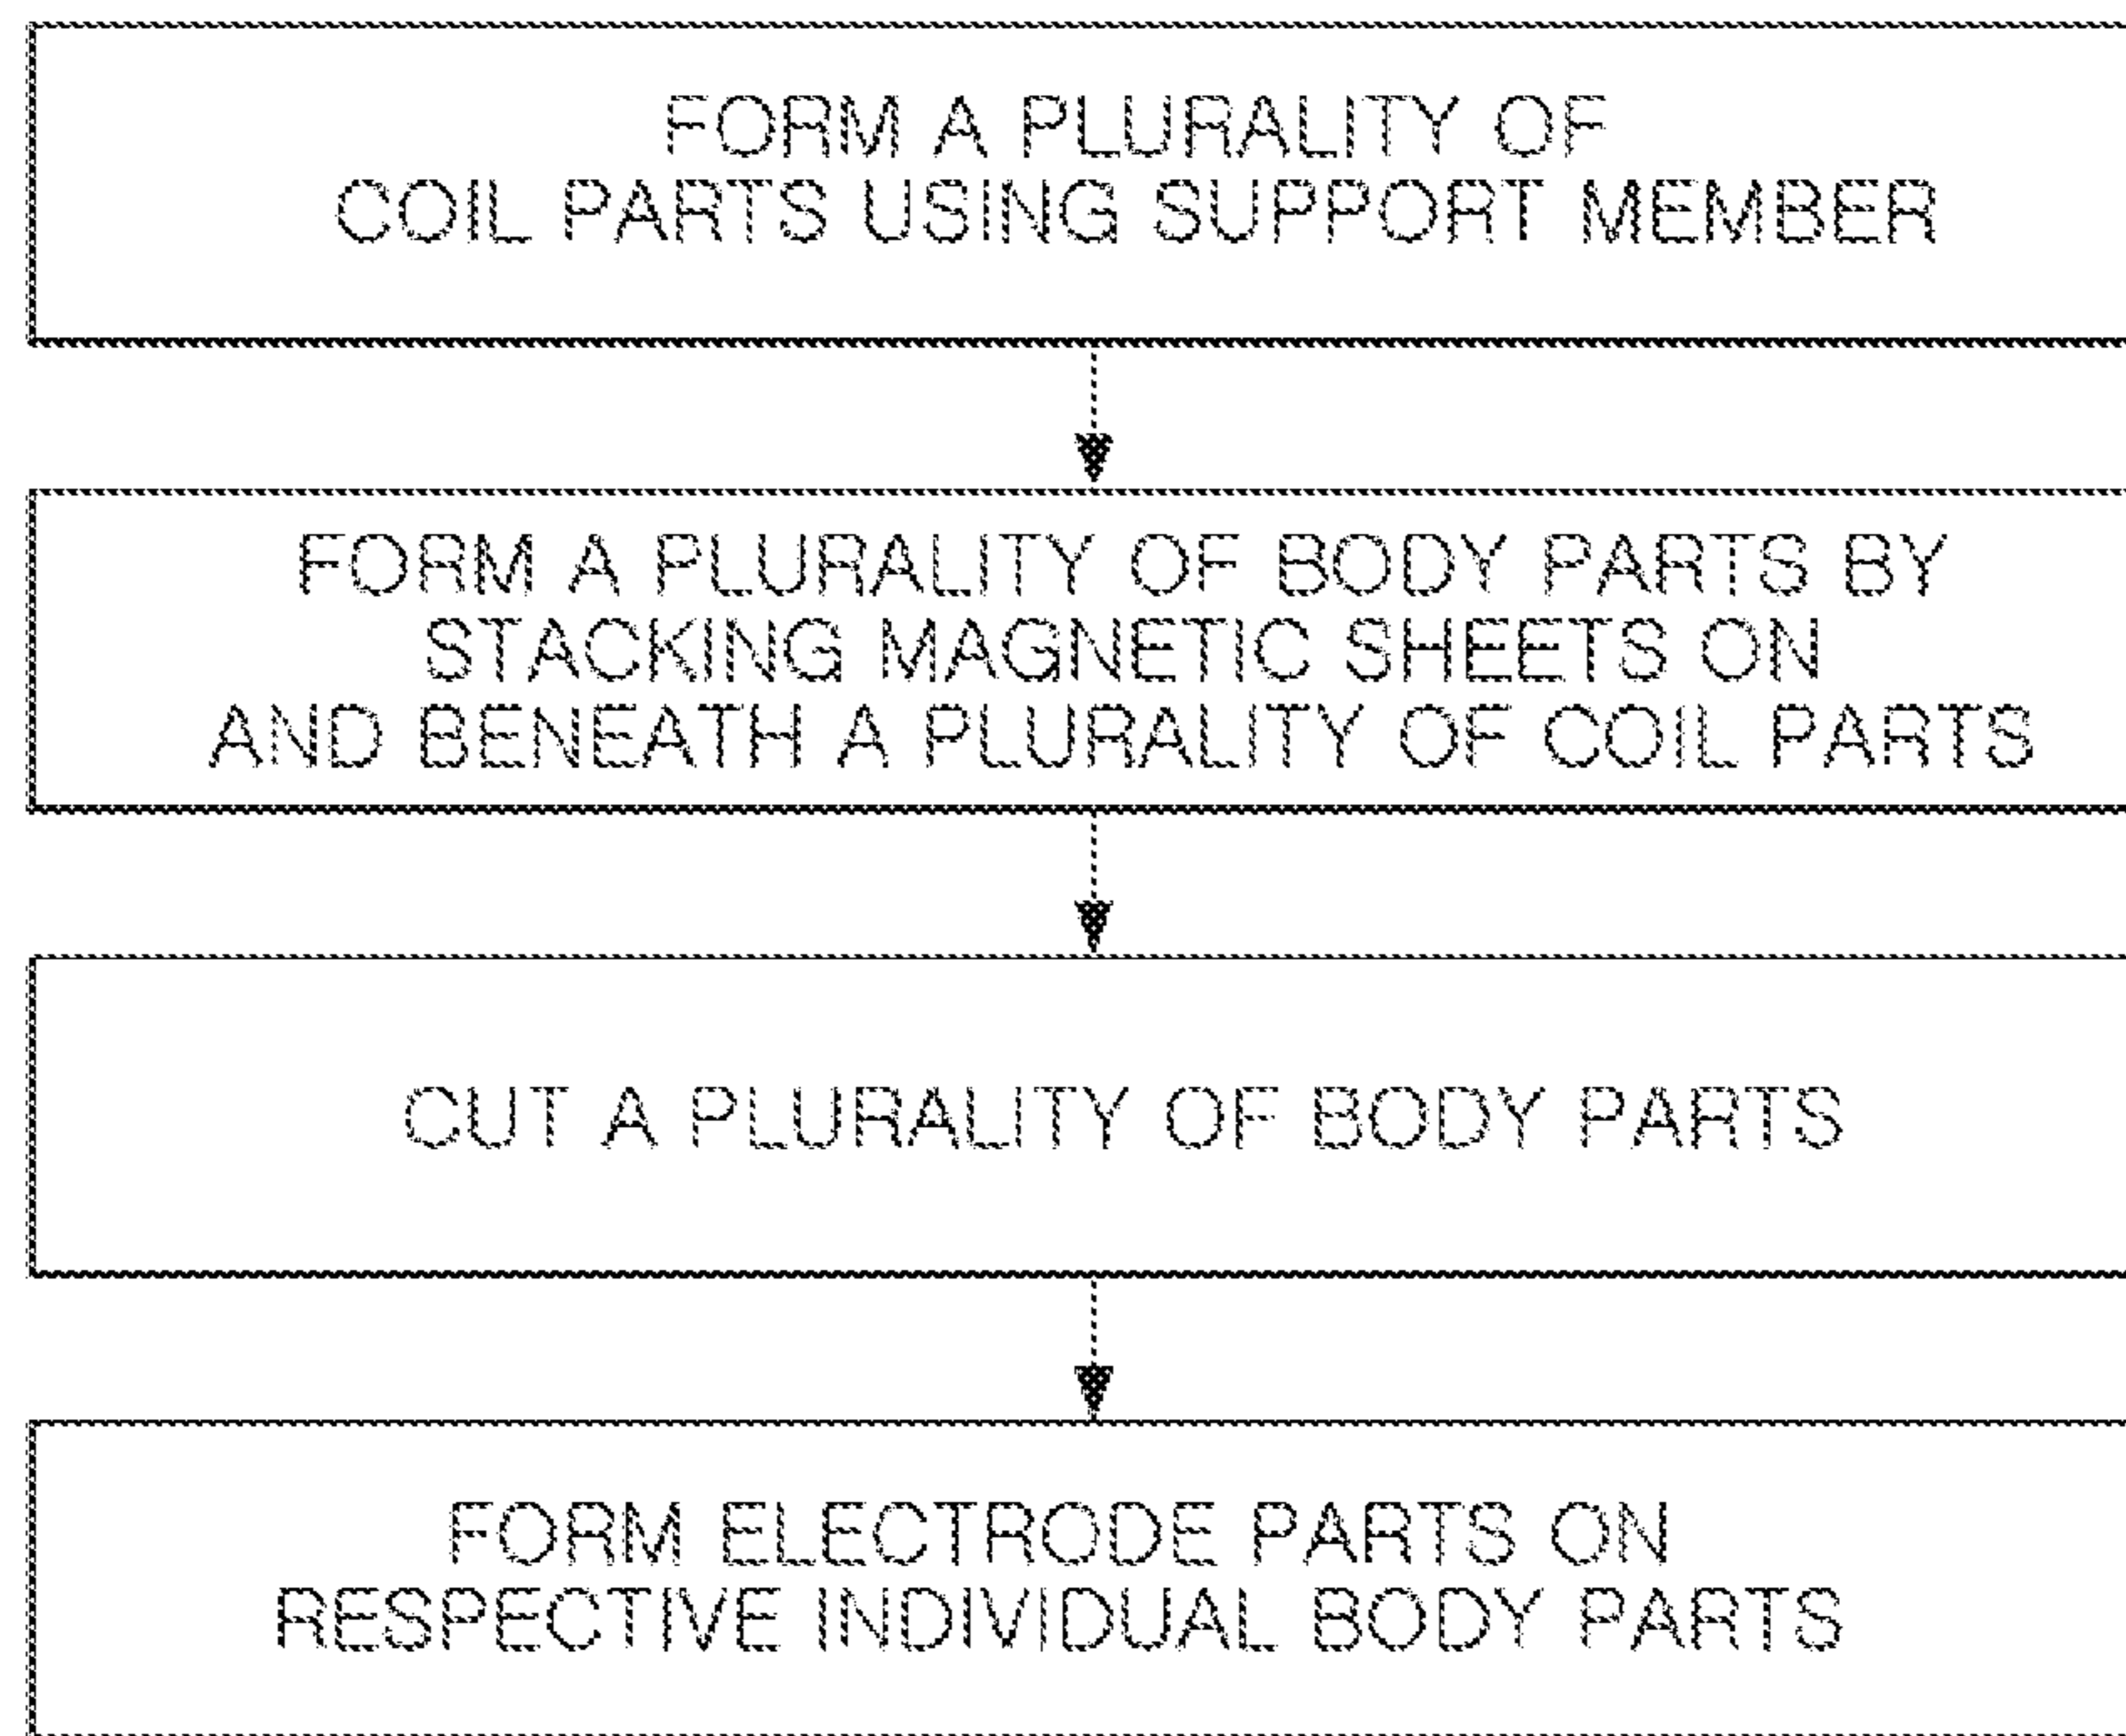 FORM A PLURALITY OF
COIL PARTS USING SUPPORT MEMBER
FORM A PLURALITY OF BODY PARTS BY
STACKING MAGNETIC SHEETS ON
AND BENEATH A PLURALITY OF COIL PARTS
CUT A PLURALITY OF BODY PARTS
FORM ELECTRODE PARTS ON
RESPECTIVE INDIVIDUAL BODY PARTS